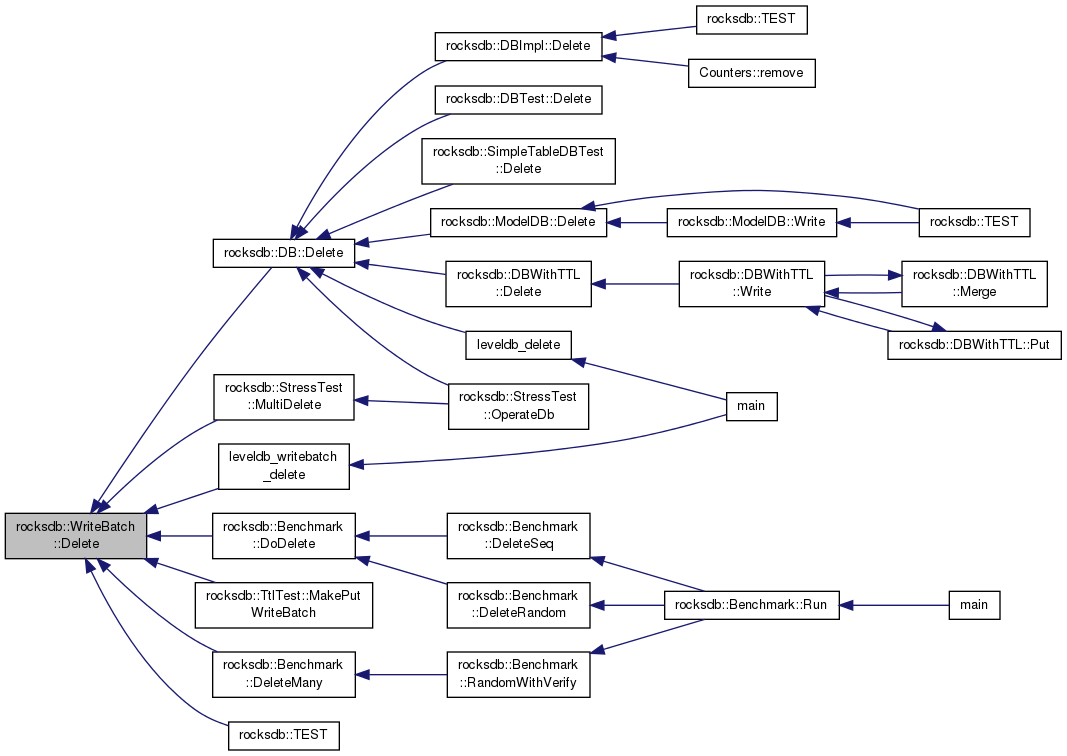 rocksdb::TEST
rocksdb::DBImpl::Delete
Counters::remove
rocksdb::DBTest::Delete
rocksdb::SimpleTableDBTest
::Delete
rocksdb::ModelDB::Delete
rocksdb::ModelDB::Write
rocksdb::TEST
rocksdb::DB::Delete
rocksdb::DBWithTTL
::Delete
rocksdb::DBWithTTL
::Write
rocksdb::DBWithTTL
::Merge
leveldb_delete
rocksdb::DBWithTTL::Put
rocksdb::StressTest
::MultiDelete
rocksdb::StressTest
::OperateDb
main
leveldb_writebatch
_delete
rocksdb::WriteBatch
::Delete
rocksdb::Benchmark
::DoDelete
rocksdb::Benchmark
::DeleteSeq
rocksdb::TtlTest::MakePut
WriteBatch
rocksdb::Benchmark
::DeleteRandom
rocksdb::Benchmark::Run
main
rocksdb::Benchmark
::DeleteMany
rocksdb::Benchmark
::RandomWithVerify
rocksdb::TEST